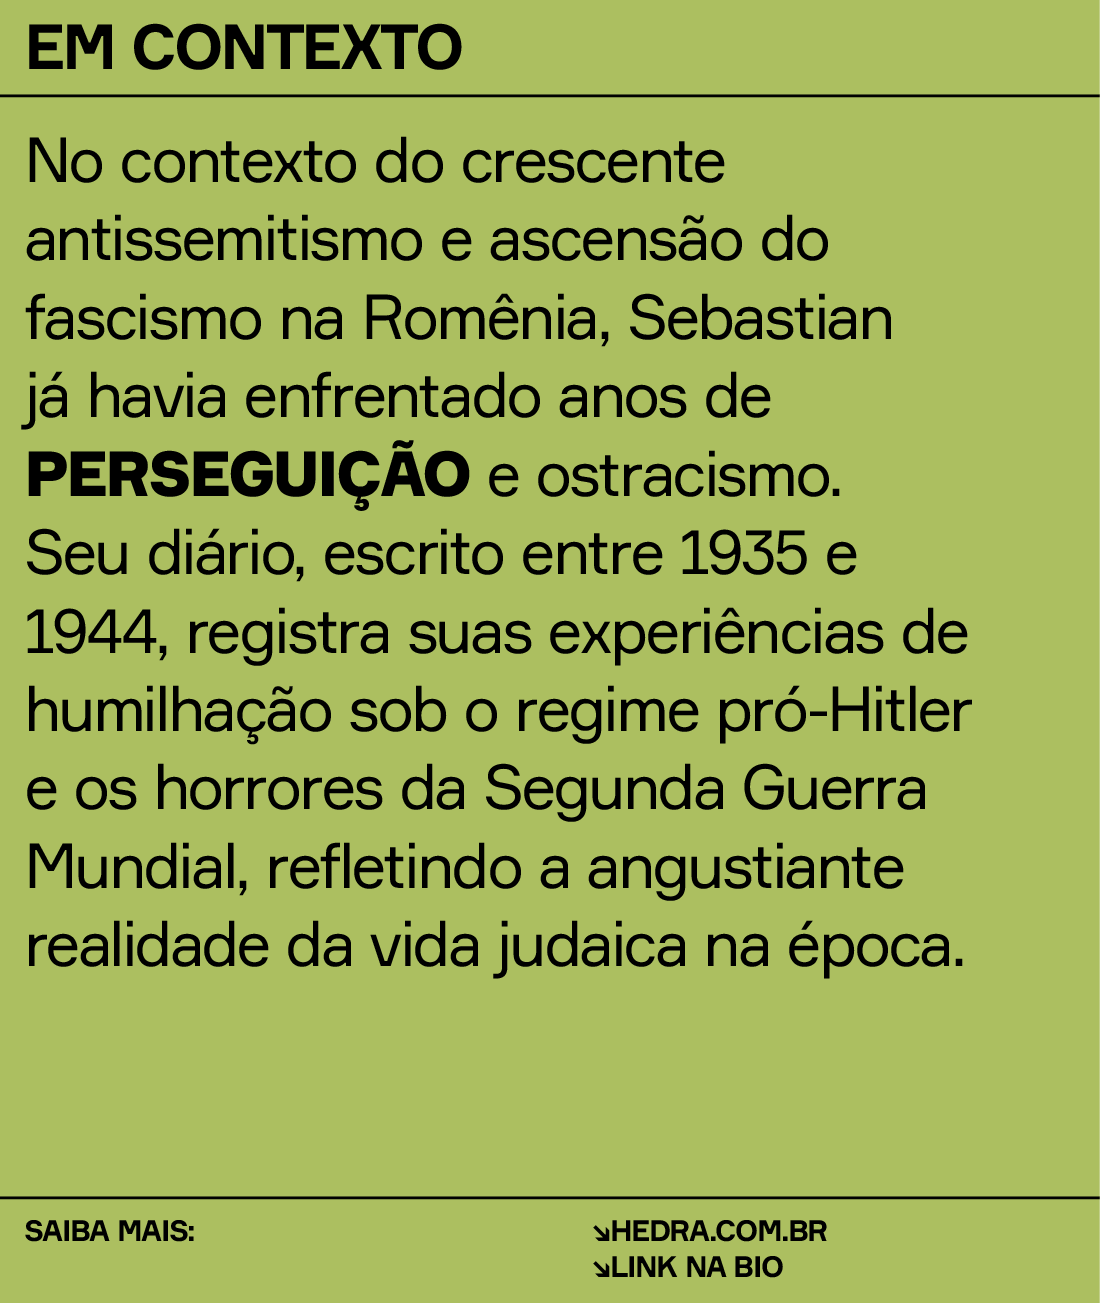 EM CONTEXTO
No contexto do crescente
antissemitismo e ascensão do
fascismo na Romênia, Sebastian
já havia enfrentado anos de
PERSEGUIÇÃO e ostracismo.
Seu diário, escrito entre 1935 e
1944, registra suas experiências de
humilhação sob o regime pró-Hitler
e os horrores da Segunda Guerra
Mundial, refletindo a angustiante
realidade da vida judaica na época.
SAIBA MAIS:
↘HEDRA.COM.BR
↘LINK NA BIO